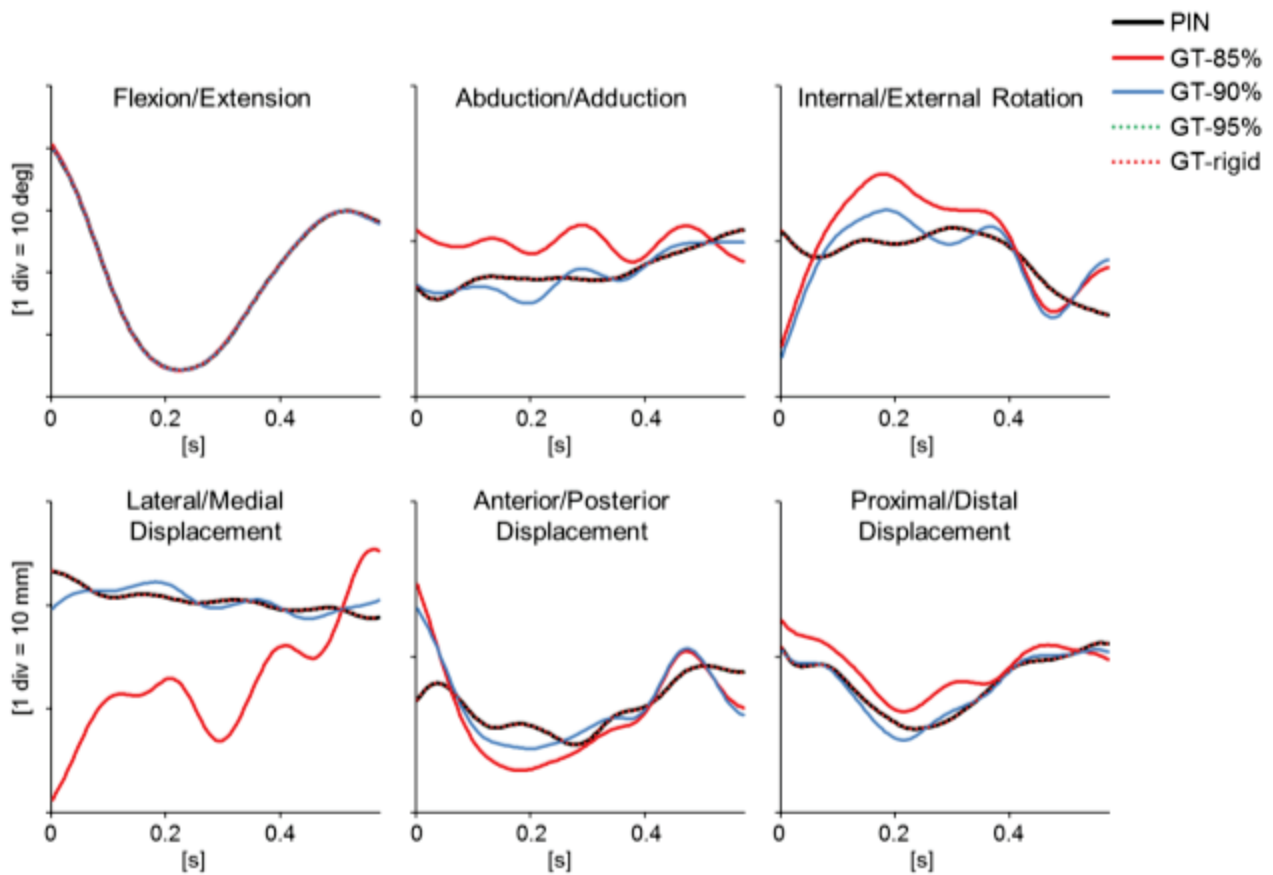 PIN
GT-85%
GT-90%
GT-95%
GT-rigid
Flexion/Extension
Abduction/Adduction
Internal/External Rotation
[1 div = 10 deg]
0 0.2 0.4
[s]
0 0.2 0.4
[s]
0 0.2 0.4
[s]
Lateral/Medial
Displacement
Anterior/Posterior
Displacement
Proximal/Distal
Displacement
[1 div = 10 mm]
0 0.2 0.4
[s]
0 0.2 0.4
[s]
0 0.2 0.4
[s]